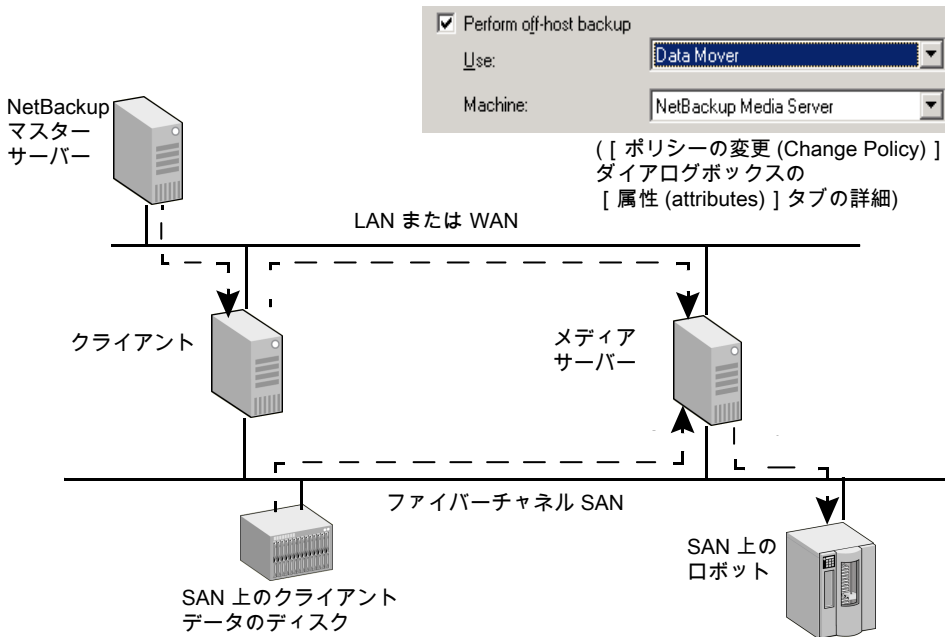 Perform off-host backup
Use:
Data Mover
Machine:
NetBackup Media Server
([ ポリシーの変更 (Change Policy) ]
ダイアログボックスの
[ 属性 (attributes) ] タブの詳細)
NetBackup
マスター
サーバー
LAN または WAN
クライアント
メディア
サーバー
ファイバーチャネル SAN
SAN 上のクライアント
データのディスク
SAN 上の
ロボット